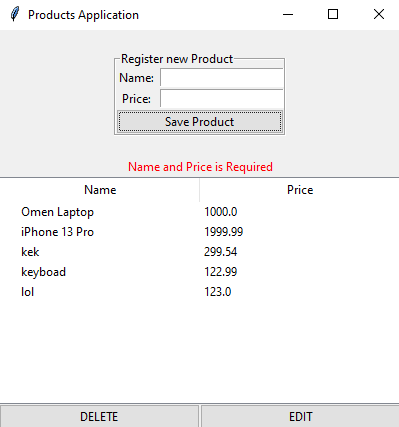 Products Application
Register new Product
Name:
Price:
Save Product
Name and Price is Required
Name Price
Omen Laptop 1000.0
iPhone 13 Pro 1999.99
kek 299.54
keyboad 122.99
lol 123.0
DELETE EDIT